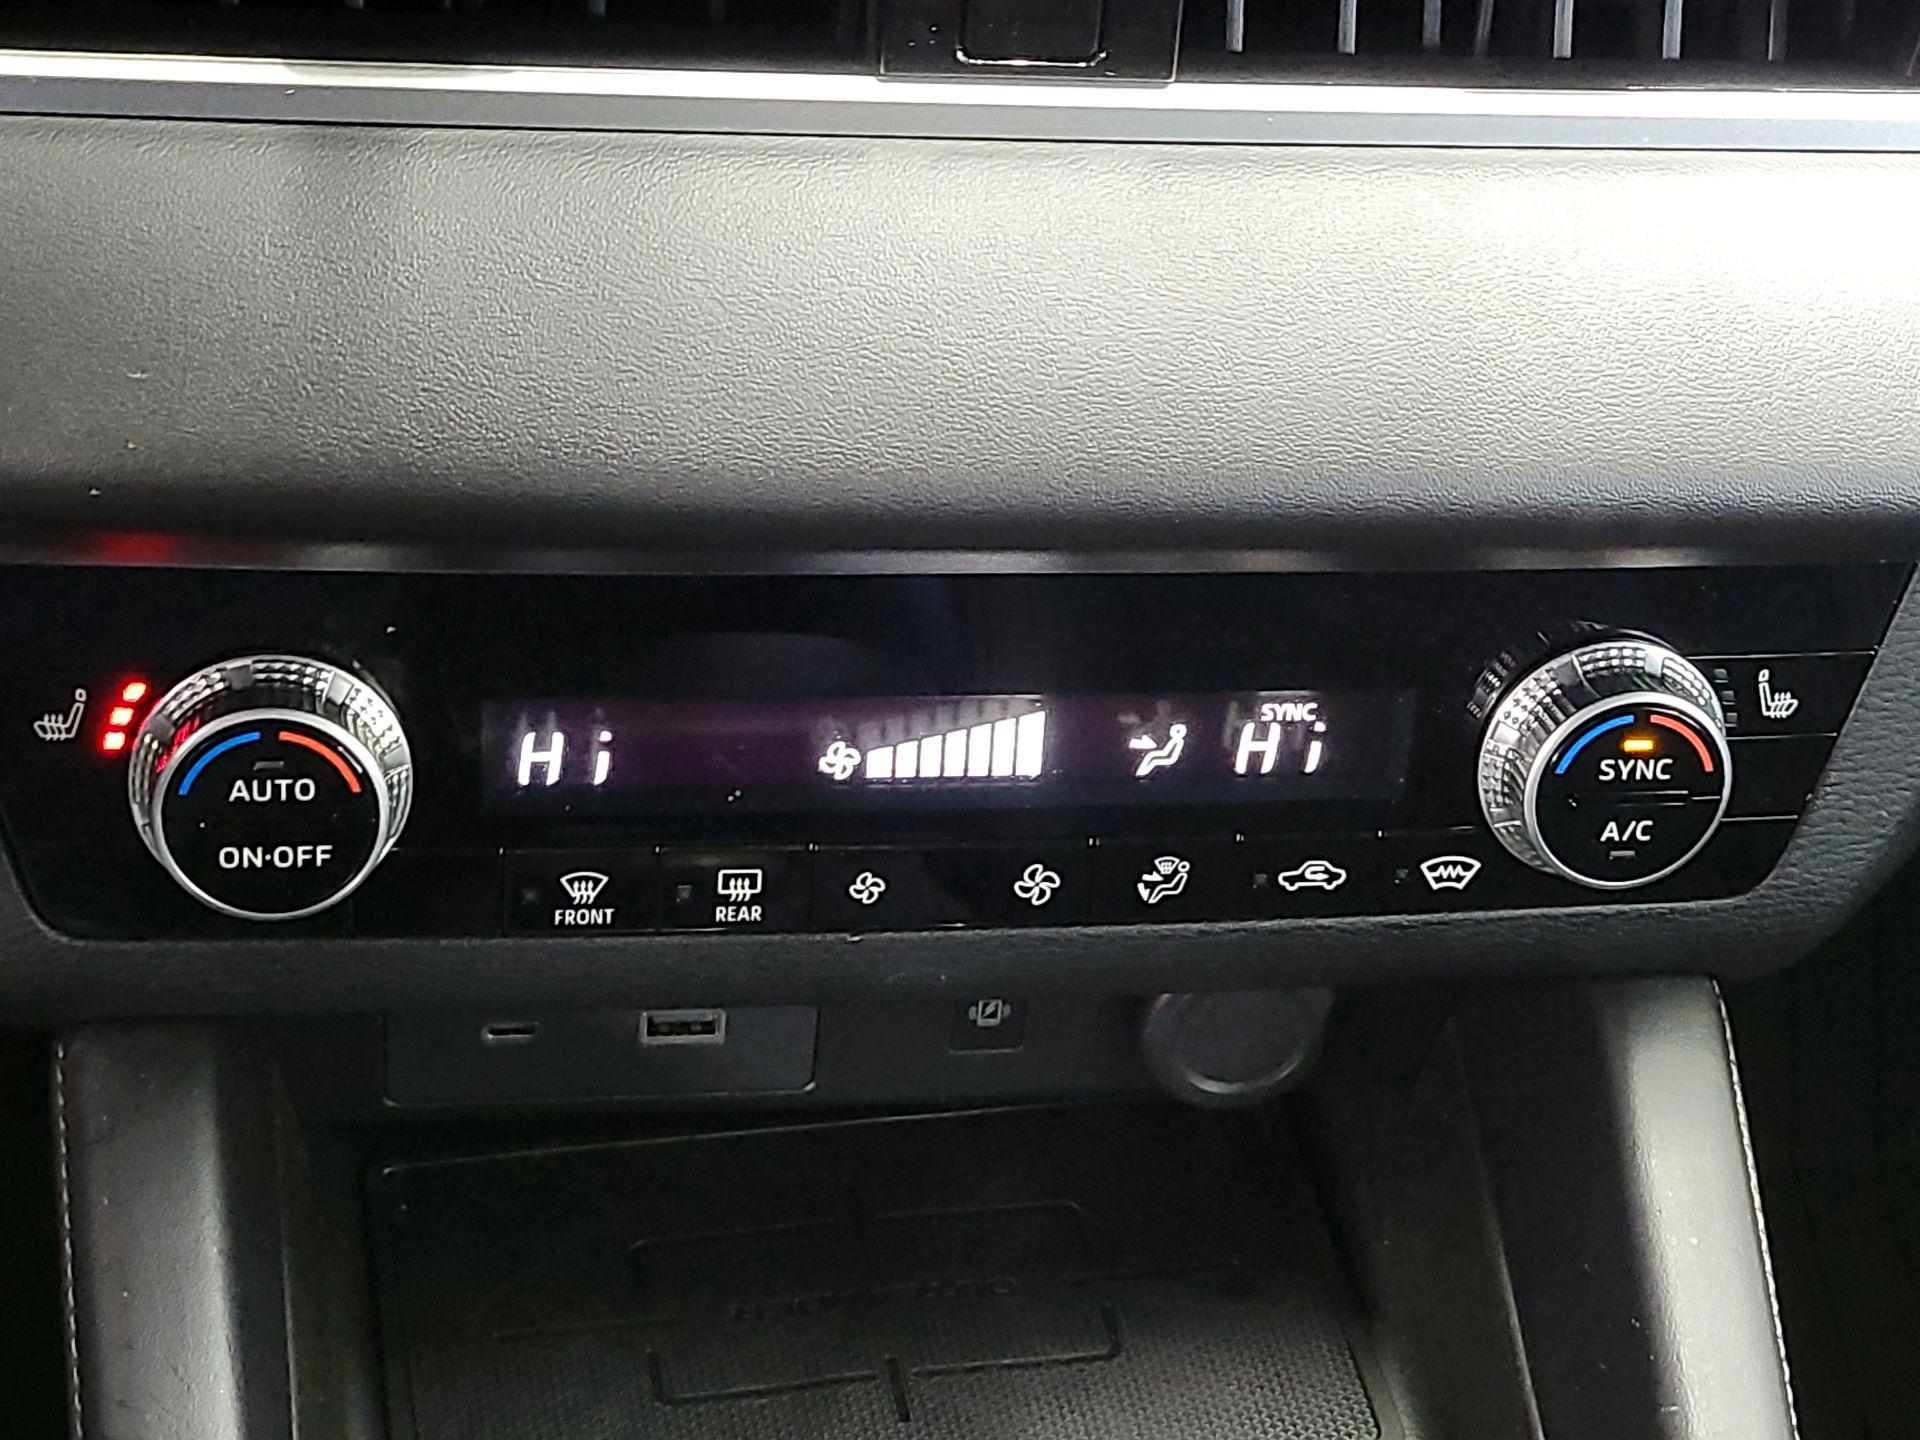 SYNC
Hi
Hi
AUTO
ON·OFF
SYNC
A/C
FRONT
REAR